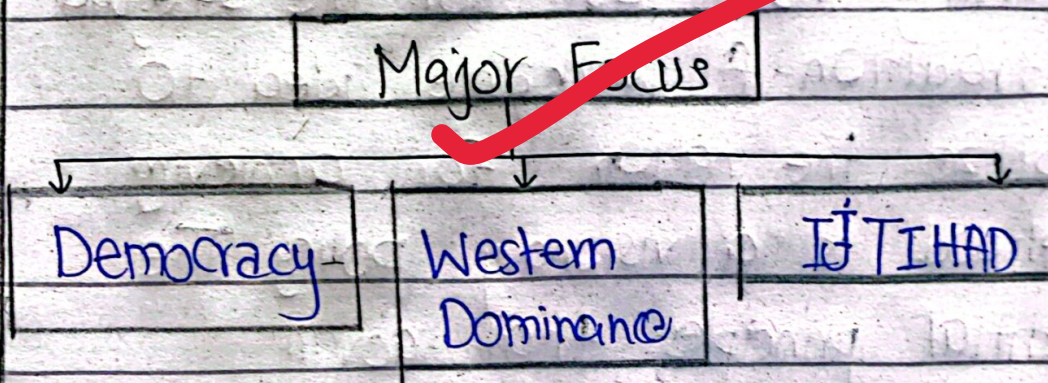 Major Focus
Democracy
Western
Dominance
IJTIHAD